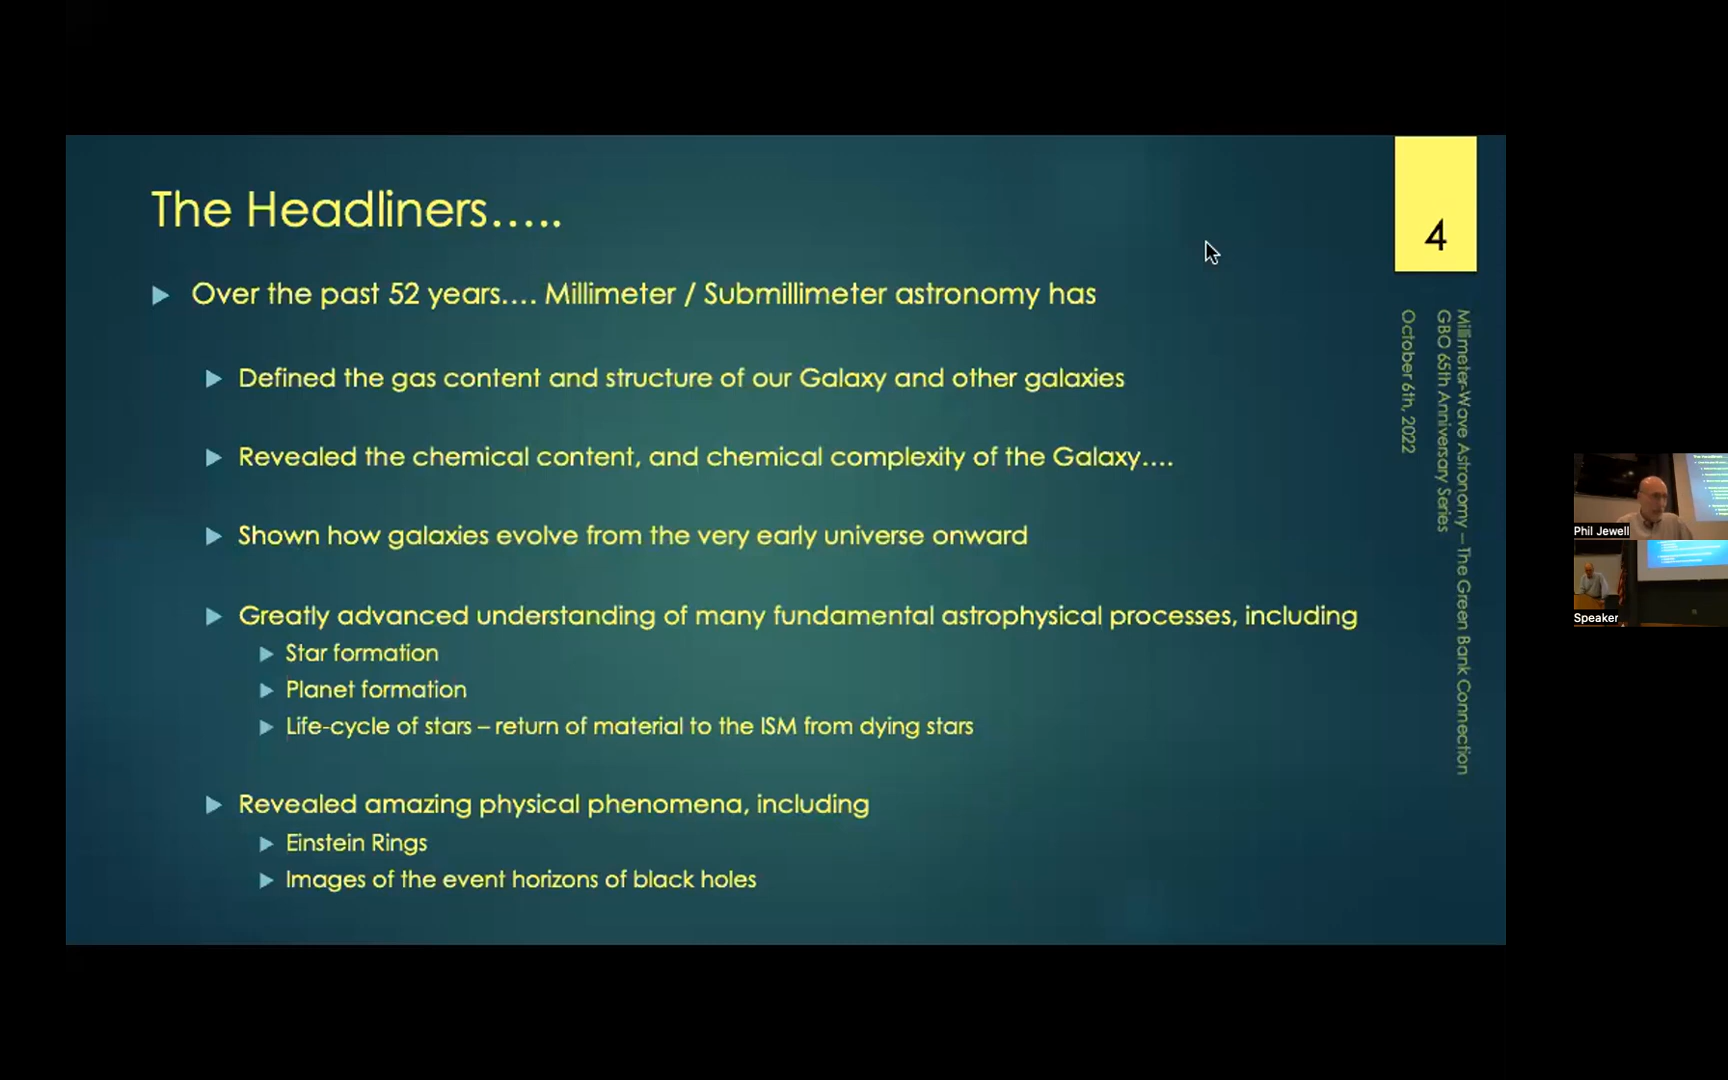 The Headliners.....
4
Over the past 52 years.... Millimeter / Submillimeter astronomy has
Defined the gas content and structure of our Galaxy and other galaxies
Revealed the chemical content, and chemical complexity of the Galaxy....
Shown how galaxies evolve from the very early universe onward
Greatly advanced understanding of many fundamental astrophysical processes, including
Star formation
Planet formation
Life-cycle of stars – return of material to the ISM from dying stars
Revealed amazing physical phenomena, including
Einstein Rings
Images of the event horizons of black holes
Millimeter-Wave Astronomy – The Green Bank Connection
GBO 65th Anniversary Series
October 6th, 2022
Phil Jewell
Speaker